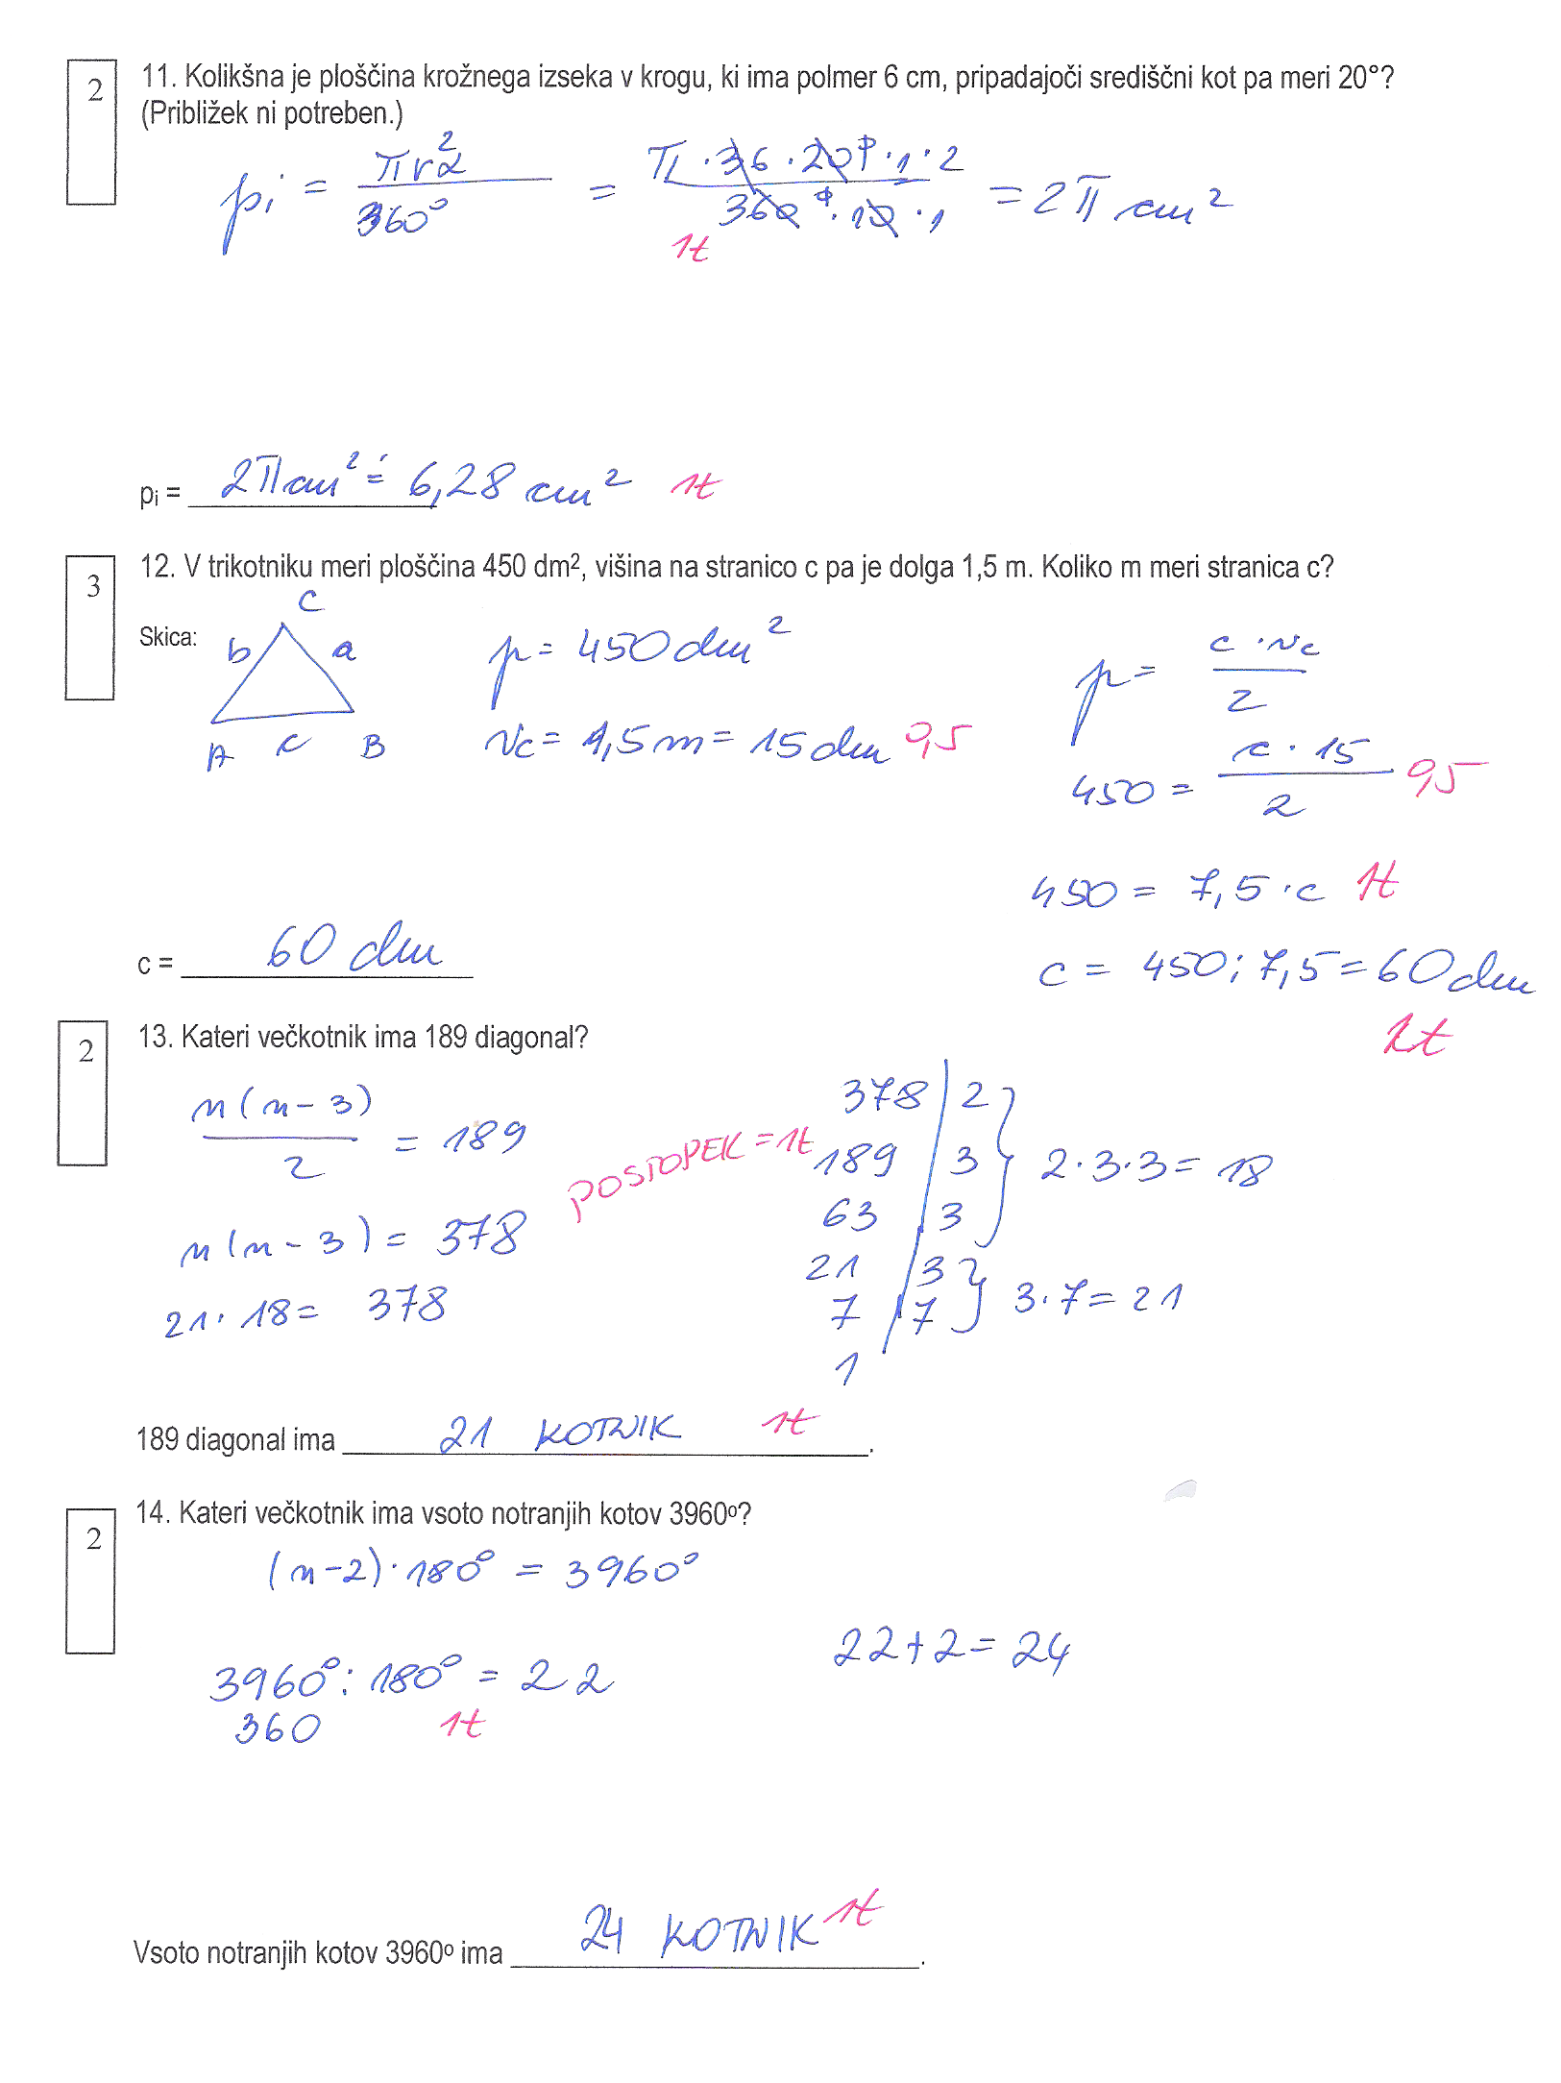 2
11. Kolikšna je ploščina krožnega izseka v krogu, ki ima polmer 6 cm, pripadajoči središčni kot pa meri 20°?
(Približek ni potreben.)
pi = πr²α / 360° = π · 36 · 20° · 1 · 2 / 360° · 10 · 1 = 2π cm²
1t
pi = 2π cm² ≐ 6,28 cm² 1t
3
12. V trikotniku meri ploščina 450 dm², višina na stranico c pa je dolga 1,5 m. Koliko m meri stranica c?
Skica:
C
b a
A c B
p = 450 dm²
vc = 1,5 m = 15 dm 0,5
p = c · vc / 2
450 = c · 15 / 2 0,5
450 = 7,5 · c 1t
c = 450 : 7,5 = 60 dm
1t
c = 60 dm
2
13. Kateri večkotnik ima 189 diagonal?
n(n - 3) / 2 = 189
n(n - 3) = 378
21 · 18 = 378
POSTOPEK = 1t
378 | 2
189 | 3
63 | 3
2 · 3 · 3 = 18
21 | 3
7 | 7
1
3 · 7 = 21
189 diagonal ima 21 KOTNIK 1t.
2
14. Kateri večkotnik ima vsoto notranjih kotov 3960º?
(n - 2) · 180° = 3960°
3960° : 180° = 22
360
1t
22 + 2 = 24
Vsoto notranjih kotov 3960º ima 24 KOTNIK 1t.